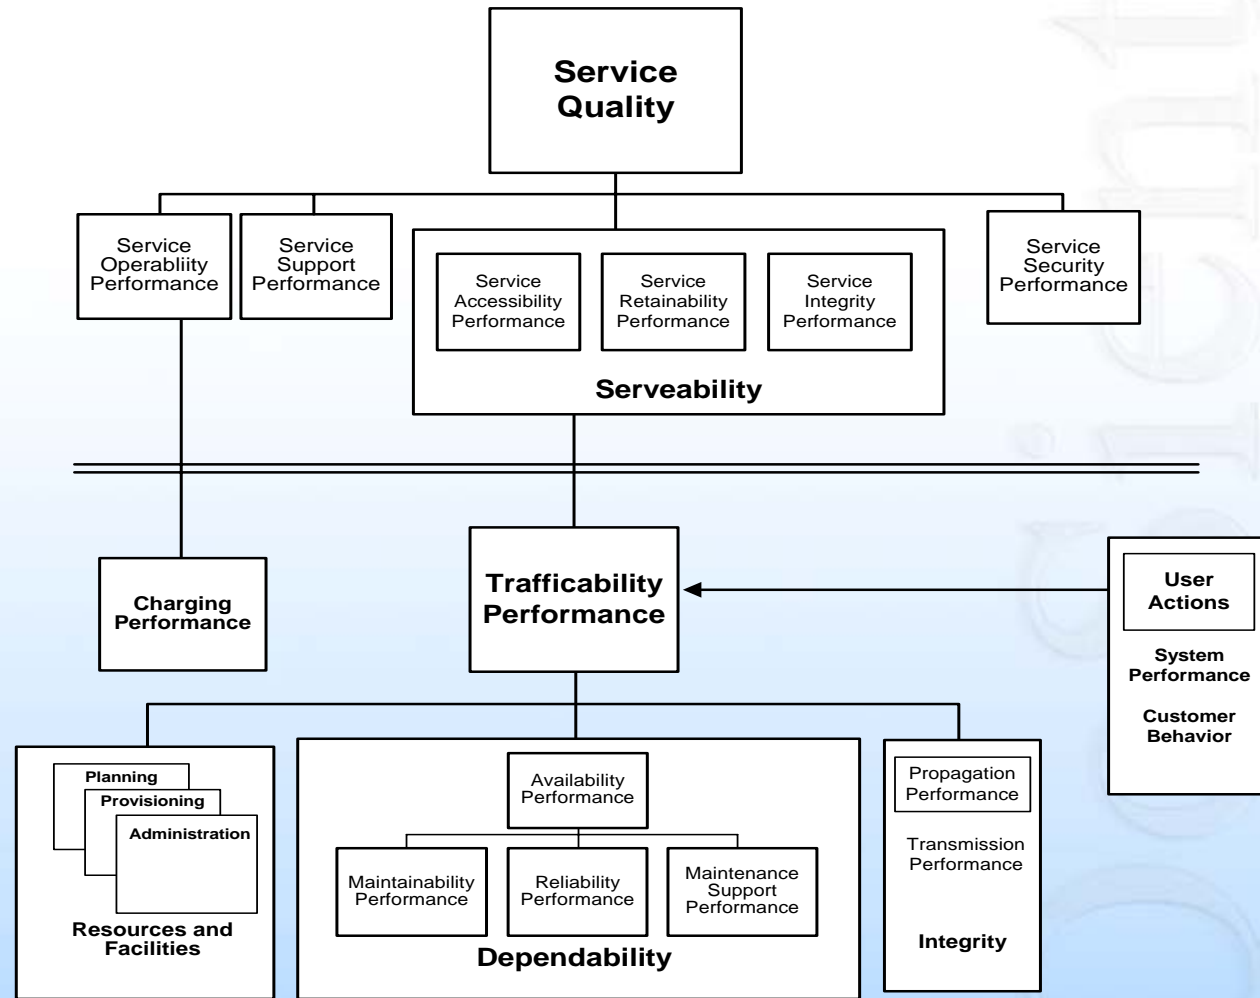 Service
Quality
Service
Operabliity
Performance
Service
Support
Performance
Service
Accessibility
Performance
Service
Retainability
Performance
Service
Integrity
Performance
Serveability
Service
Security
Performance
Charging
Performance
Trafficability
Performance
User
Actions
System
Performance
Customer
Behavior
Planning
Provisioning
Administration
Resources and
Facilities
Availability
Performance
Maintainability
Performance
Reliability
Performance
Maintenance
Support
Performance
Dependability
Propagation
Performance
Transmission
Performance
Integrity